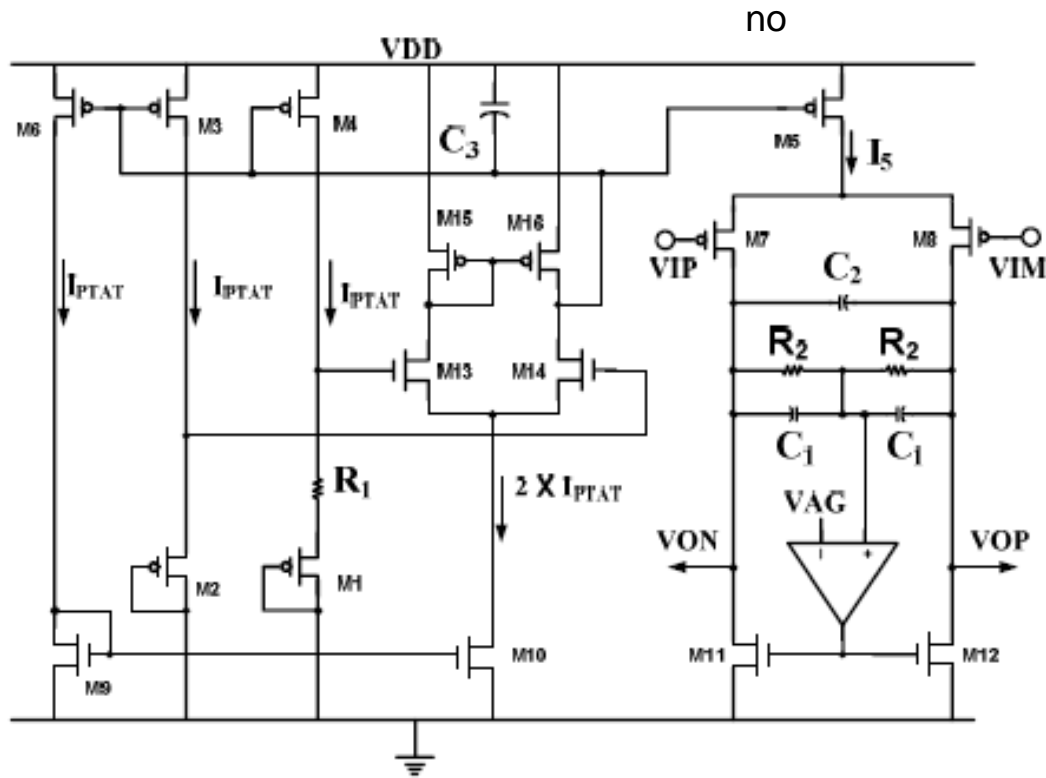 no
VDD
M6
M3
M4
C3
M5
I5
M15
M16
M7
M8
VIP
VIM
IPTAT
IPTAT
IPTAT
C2
R2
R2
M13
M14
C1
C1
R1
2 X IPTAT
VAG
VON
VOP
- +
M2
M1
M9
M10
M11
M12